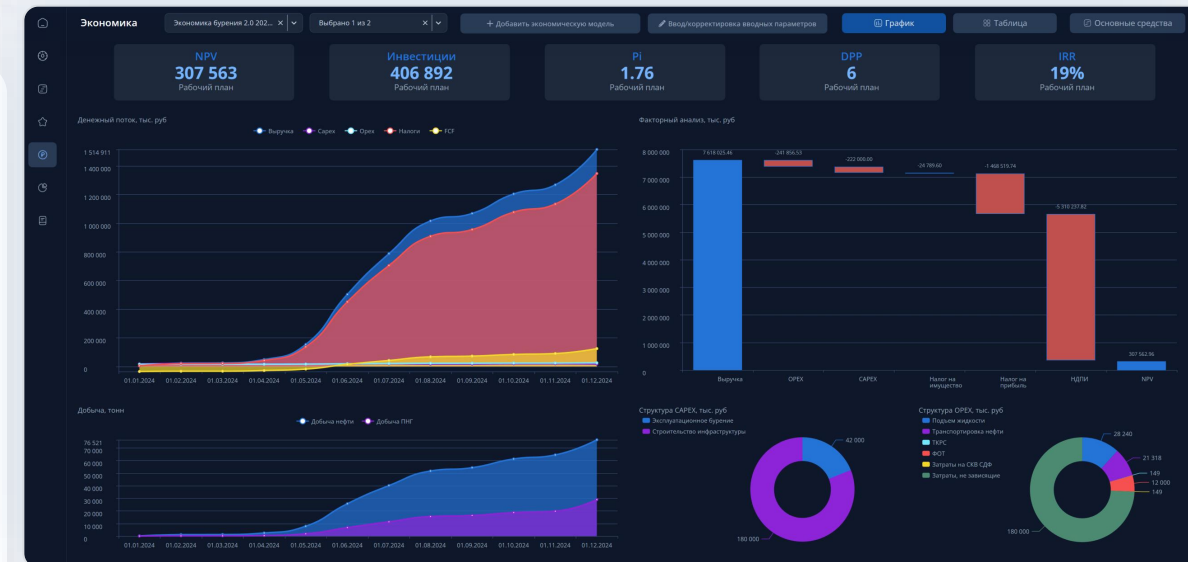 Экономика
Экономика бурения 2.0 202...
Выбрано 1 из 2
+ Добавить экономическую модель
Ввод/корректировка вводных параметров
График
Таблица
Основные средства
NPV
307 563
Рабочий план
Инвестиции
406 892
Рабочий план
Pi
1.76
Рабочий план
DPP
6
Рабочий план
IRR
19%
Рабочий план
Денежный поток, тыс. руб
Выручка Capex Opex Налоги FCF
1 514 911
1 400 000
1 200 000
1 000 000
800 000
600 000
400 000
200 000
0
01.01.2024 01.02.2024 01.03.2024 01.04.2024 01.05.2024 01.06.2024 01.07.2024 01.08.2024 01.09.2024 01.10.2024 01.11.2024 01.12.2024
Факторный анализ, тыс. руб
8 000 000
7 000 000
6 000 000
5 000 000
4 000 000
3 000 000
2 000 000
1 000 000
0
7 618 025.46
-241 956.53
-222 000.00
-24 789.60
-1 468 519.74
-5 310 237.82
307 562.96
Выручка
OPEX
CAPEX
Налог на
имущество
Налог на
прибыль
НДПИ
NPV
Добыча, тонн
Добыча нефти Добыча ПНГ
76 521
70 000
60 000
50 000
40 000
30 000
20 000
10 000
0
01.01.2024 01.02.2024 01.03.2024 01.04.2024 01.05.2024 01.06.2024 01.07.2024 01.08.2024 01.09.2024 01.10.2024 01.11.2024 01.12.2024
Структура CAPEX, тыс. руб
Эксплуатационное бурение
Строительство инфраструктуры
42 000
180 000
Структура OPEX, тыс. руб
Подъем жидкости
Транспортировка нефти
ТКРС
ФОТ
Затраты на СКВ СДФ
Затраты, не зависящие
28 240
21 318
149
12 000
149
180 000